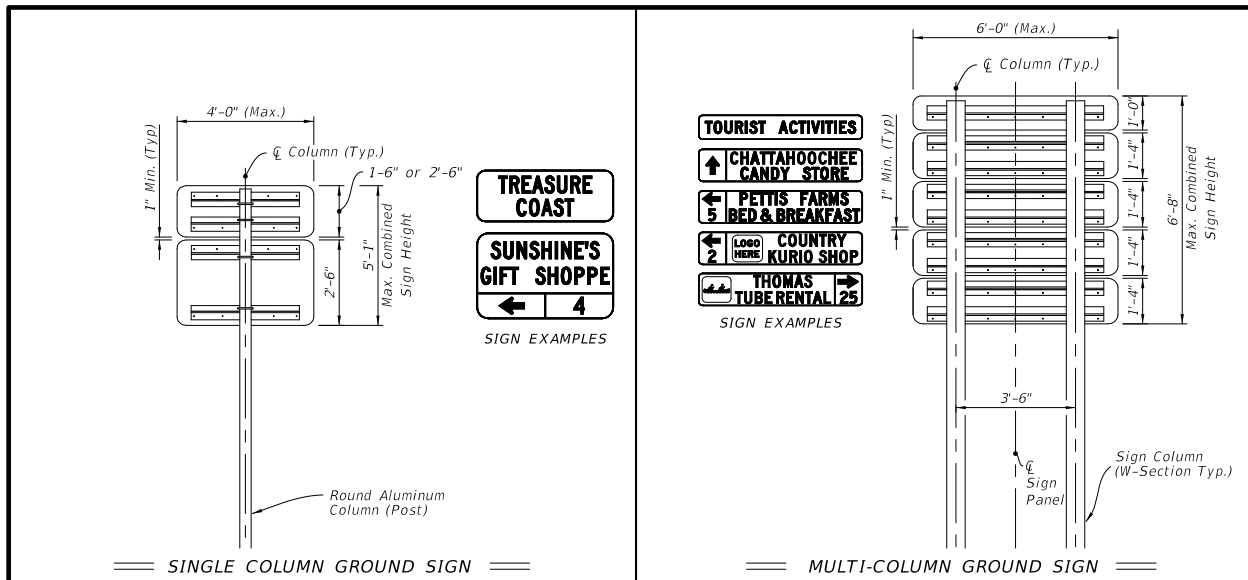 4'-0" (Max.)
1" Min. (Typ)
℄ Column (Typ.)
1-6" or 2'-6"
2'-6"
5'-1"
Max. Combined
Sign Height
TREASURE
COAST
SUNSHINE'S
GIFT SHOPPE
← 4
SIGN EXAMPLES
Round Aluminum
Column (Post)
SINGLE COLUMN GROUND SIGN
6'-0" (Max.)
℄ Column (Typ.)
TOURIST ACTIVITIES
↑ CHATTAHOOCHEE
CANDY STORE
← PETTIS FARMS
5 BED & BREAKFAST
← LOGO COUNTRY
2 HERE KURIO SHOP
THOMAS →
TUBE RENTAL 25
SIGN EXAMPLES
1" Min. (Typ)
1'-0"
1'-4"
1'-4"
1'-4"
1'-4"
6'-8"
Max. Combined
Sign Height
3'-6"
℄
Sign
Panel
Sign Column
(W-Section Typ.)
MULTI-COLUMN GROUND SIGN